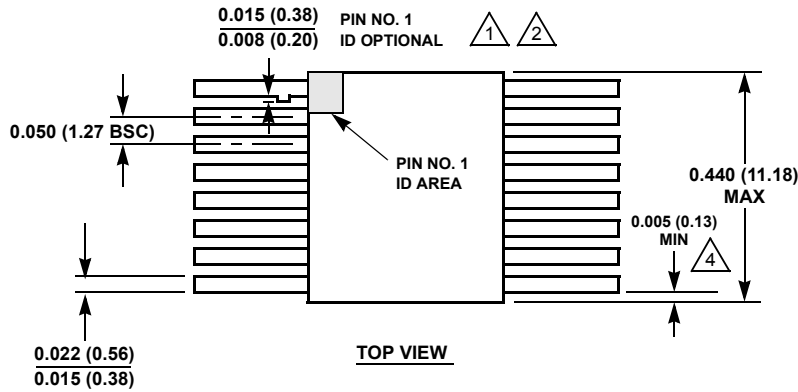 0.015 (0.38)
0.008 (0.20)
PIN NO. 1
ID OPTIONAL
1
2
0.050 (1.27 BSC)
PIN NO. 1
ID AREA
0.440 (11.18)
MAX
0.005 (0.13)
MIN
4
0.022 (0.56)
0.015 (0.38)
TOP VIEW